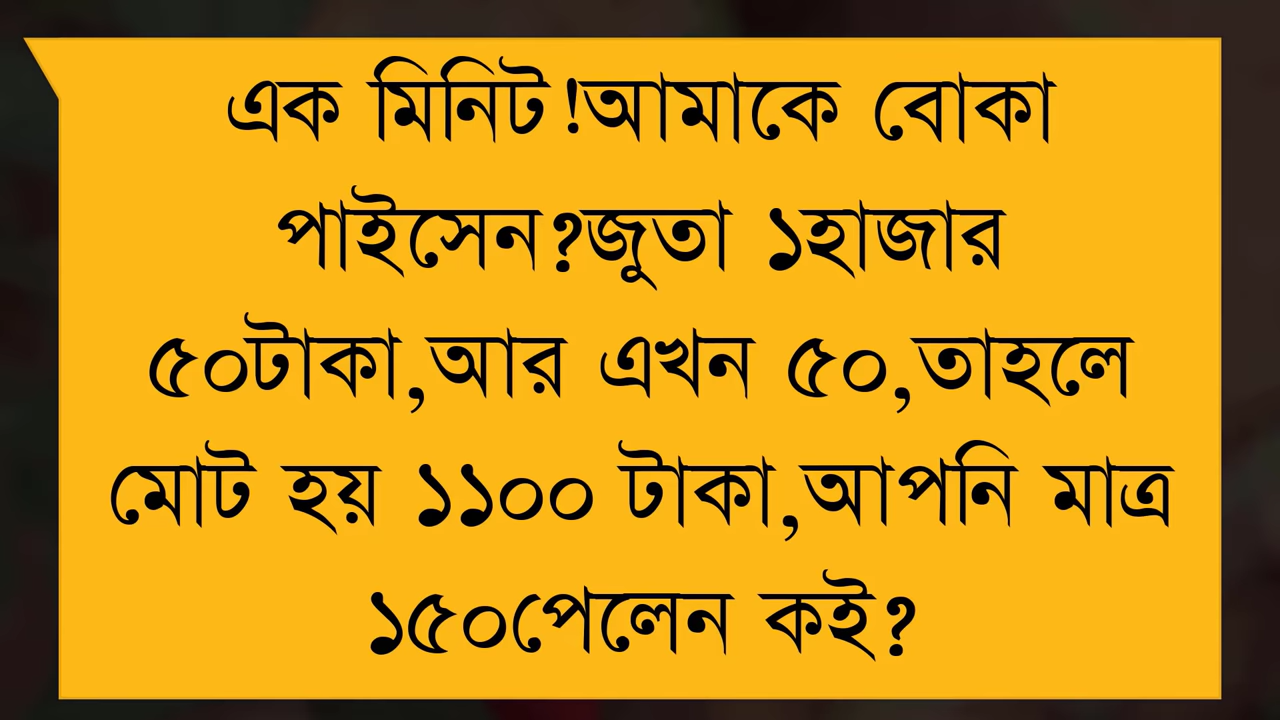 এক মিনিট!আমাকে বোকা
পাইসেন?জুতা ১হাজার
৫০টাকা,আর এখন ৫০,তাহলে
মোট হয় ১১০০ টাকা,আপনি মাত্র
১৫০পেলেন কই?